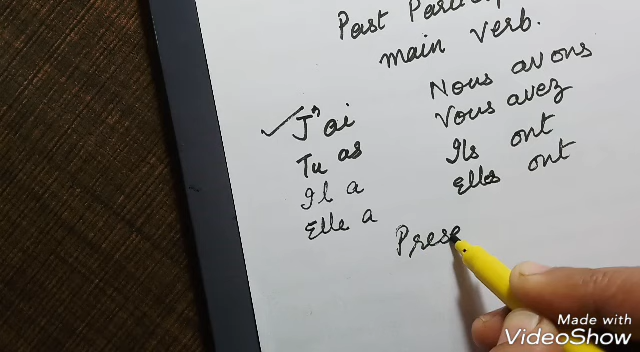 Past Particip
main verb.
J'ai Nous avons
Tu as Vous avez
Il a Ils ont
Elle a Elles ont
Prese
Made with
VideoShow